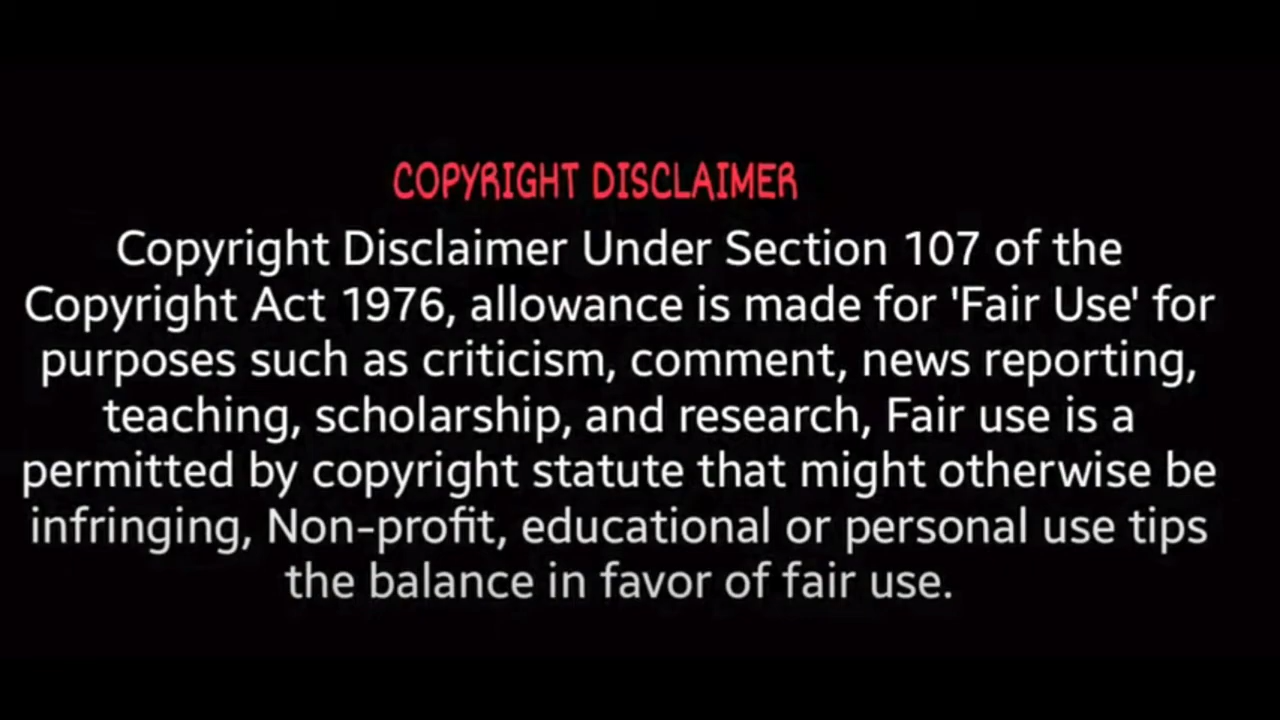 COPYRIGHT DISCLAIMER
Copyright Disclaimer Under Section 107 of the
Copyright Act 1976, allowance is made for 'Fair Use' for
purposes such as criticism, comment, news reporting,
teaching, scholarship, and research, Fair use is a
permitted by copyright statute that might otherwise be
infringing, Non-profit, educational or personal use tips
the balance in favor of fair use.